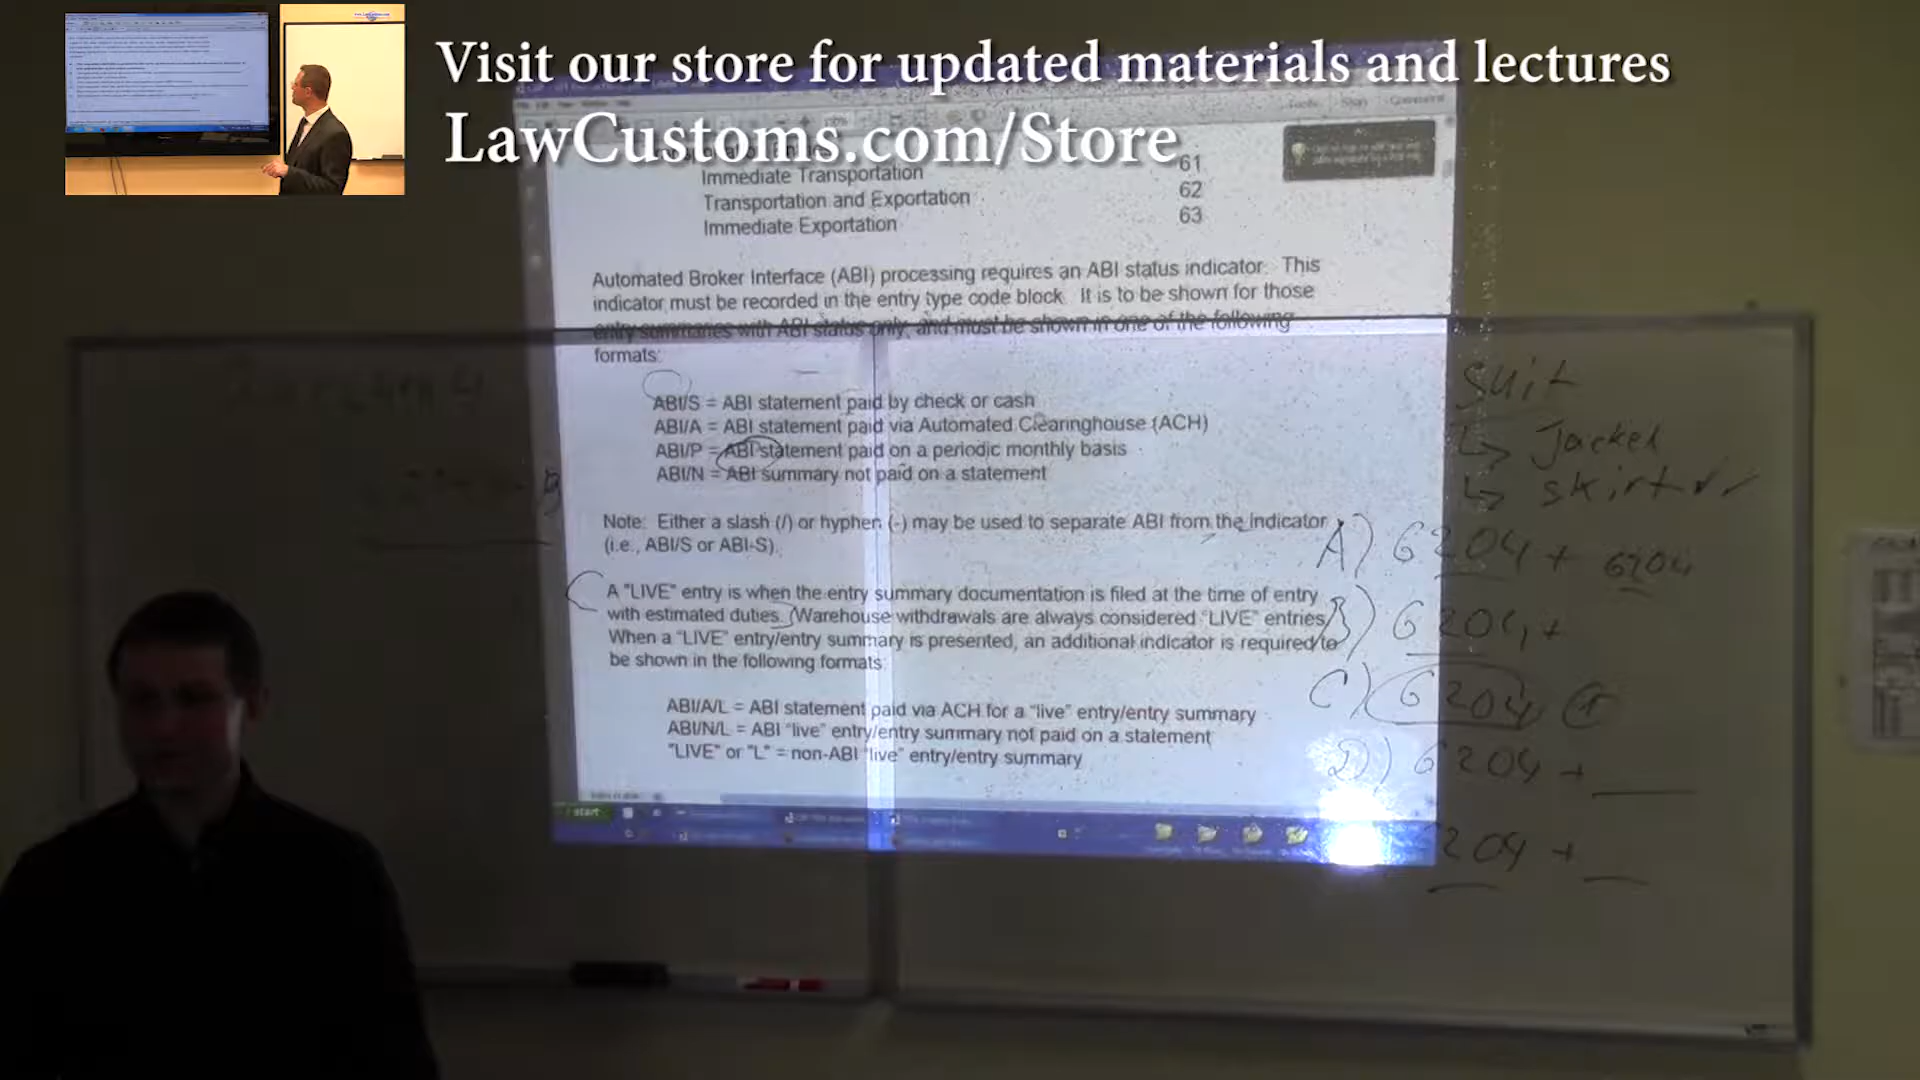 Visit our store for updated materials and lectures
LawCustoms.com/Store
61
Immediate Transportation 62
Transportation and Exportation 63
Immediate Exportation
Automated Broker Interface (ABI) processing requires an ABI status indicator. This
indicator must be recorded in the entry type code block. It is to be shown for those
entry summaries with ABI status only, and must be shown in one of the following
formats:
ABI/S = ABI statement paid by check or cash
ABI/A = ABI statement paid via Automated Clearinghouse (ACH)
ABI/P = ABI statement paid on a periodic monthly basis
ABI/N = ABI summary not paid on a statement
Note: Either a slash (/) or hyphen (-) may be used to separate ABI from the indicator
(i.e., ABI/S or ABI-S).
A "LIVE" entry is when the entry summary documentation is filed at the time of entry
with estimated duties. Warehouse withdrawals are always considered "LIVE" entries
When a "LIVE" entry/entry summary is presented, an additional indicator is required to
be shown in the following formats:
ABI/A/L = ABI statement paid via ACH for a "live" entry/entry summary
ABI/N/L = ABI "live" entry/entry summary not paid on a statement
"LIVE" or "L" = non-ABI "live" entry/entry summary
start
Suit
Jacket
skirt
A) 6204 + 6204
B) 6204 +
C) 6204 +
D) 6204 +
6204 +